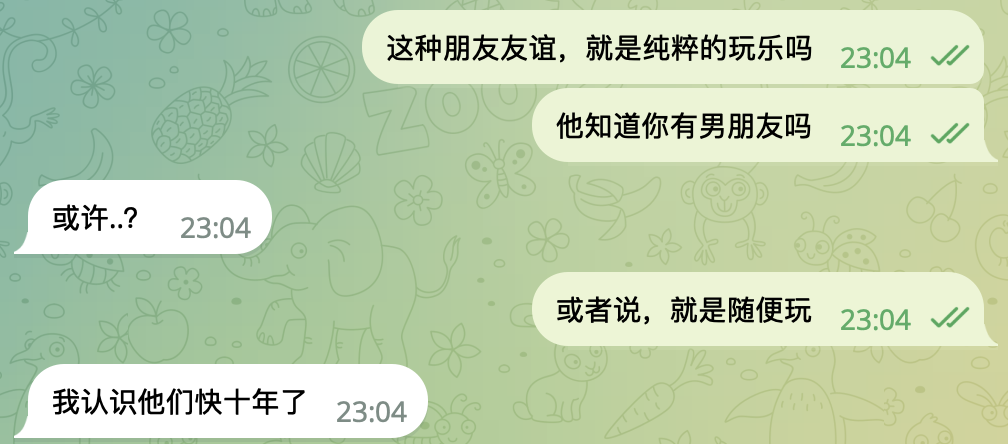 这种朋友友谊，就是纯粹的玩乐吗 23:04
他知道你有男朋友吗 23:04
或许..? 23:04
或者说，就是随便玩 23:04
我认识他们快十年了 23:04